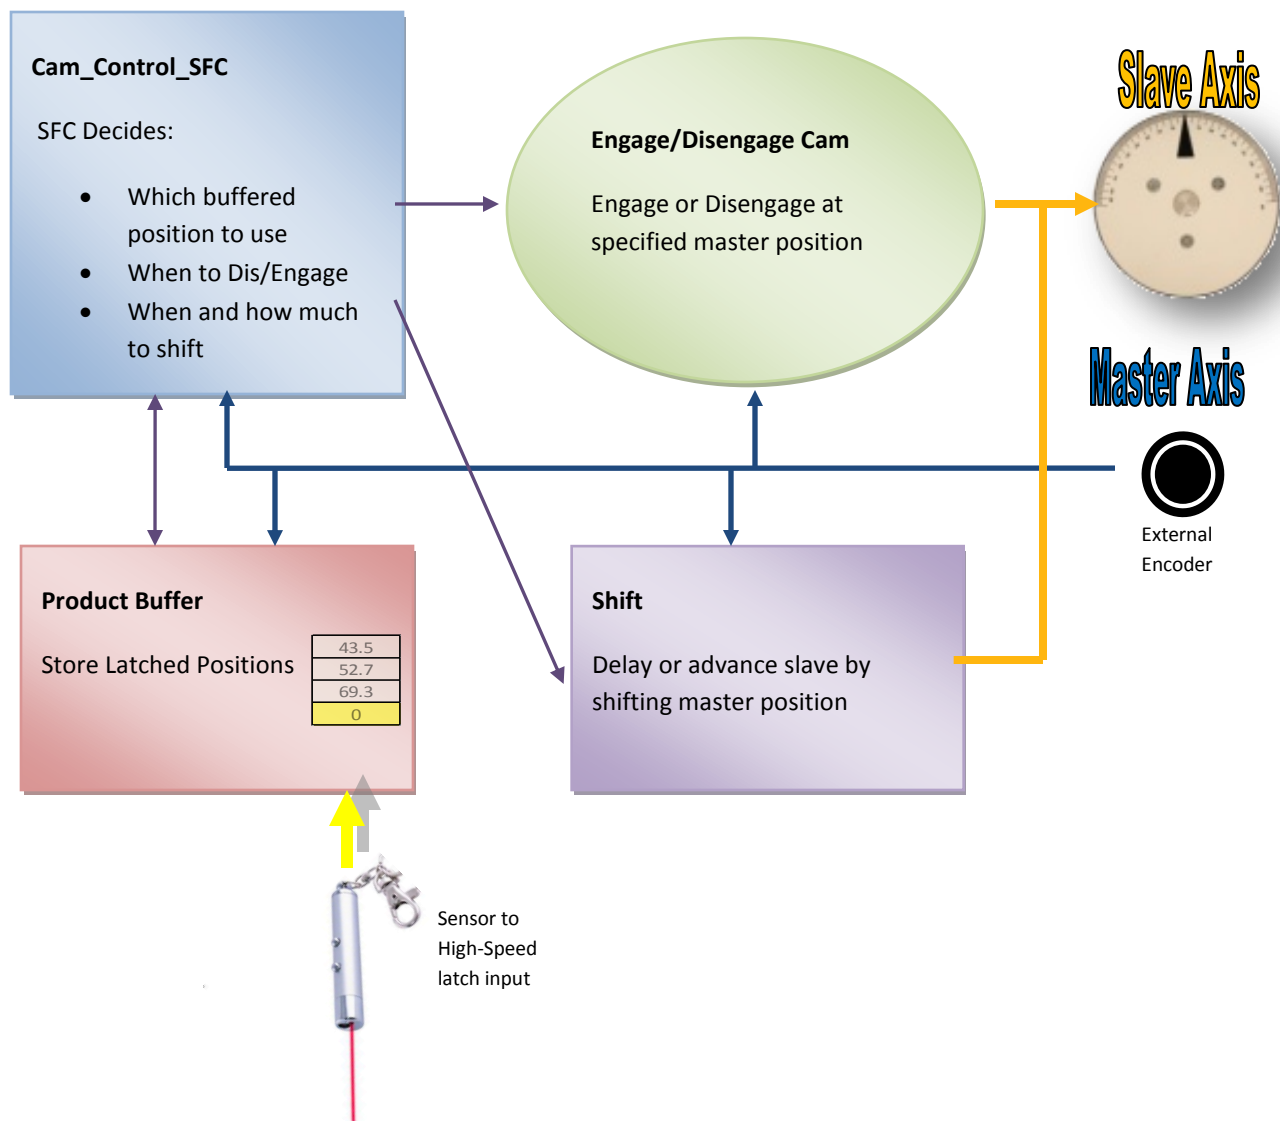 Cam_Control_SFC
SFC Decides:
• Which buffered
position to use
• When to Dis/Engage
• When and how much
to shift
Engage/Disengage Cam
Engage or Disengage at
specified master position
Slave Axis
Master Axis
External
Encoder
Product Buffer
Store Latched Positions
43.5
52.7
69.3
0
Shift
Delay or advance slave by
shifting master position
Sensor to
High-Speed
latch input